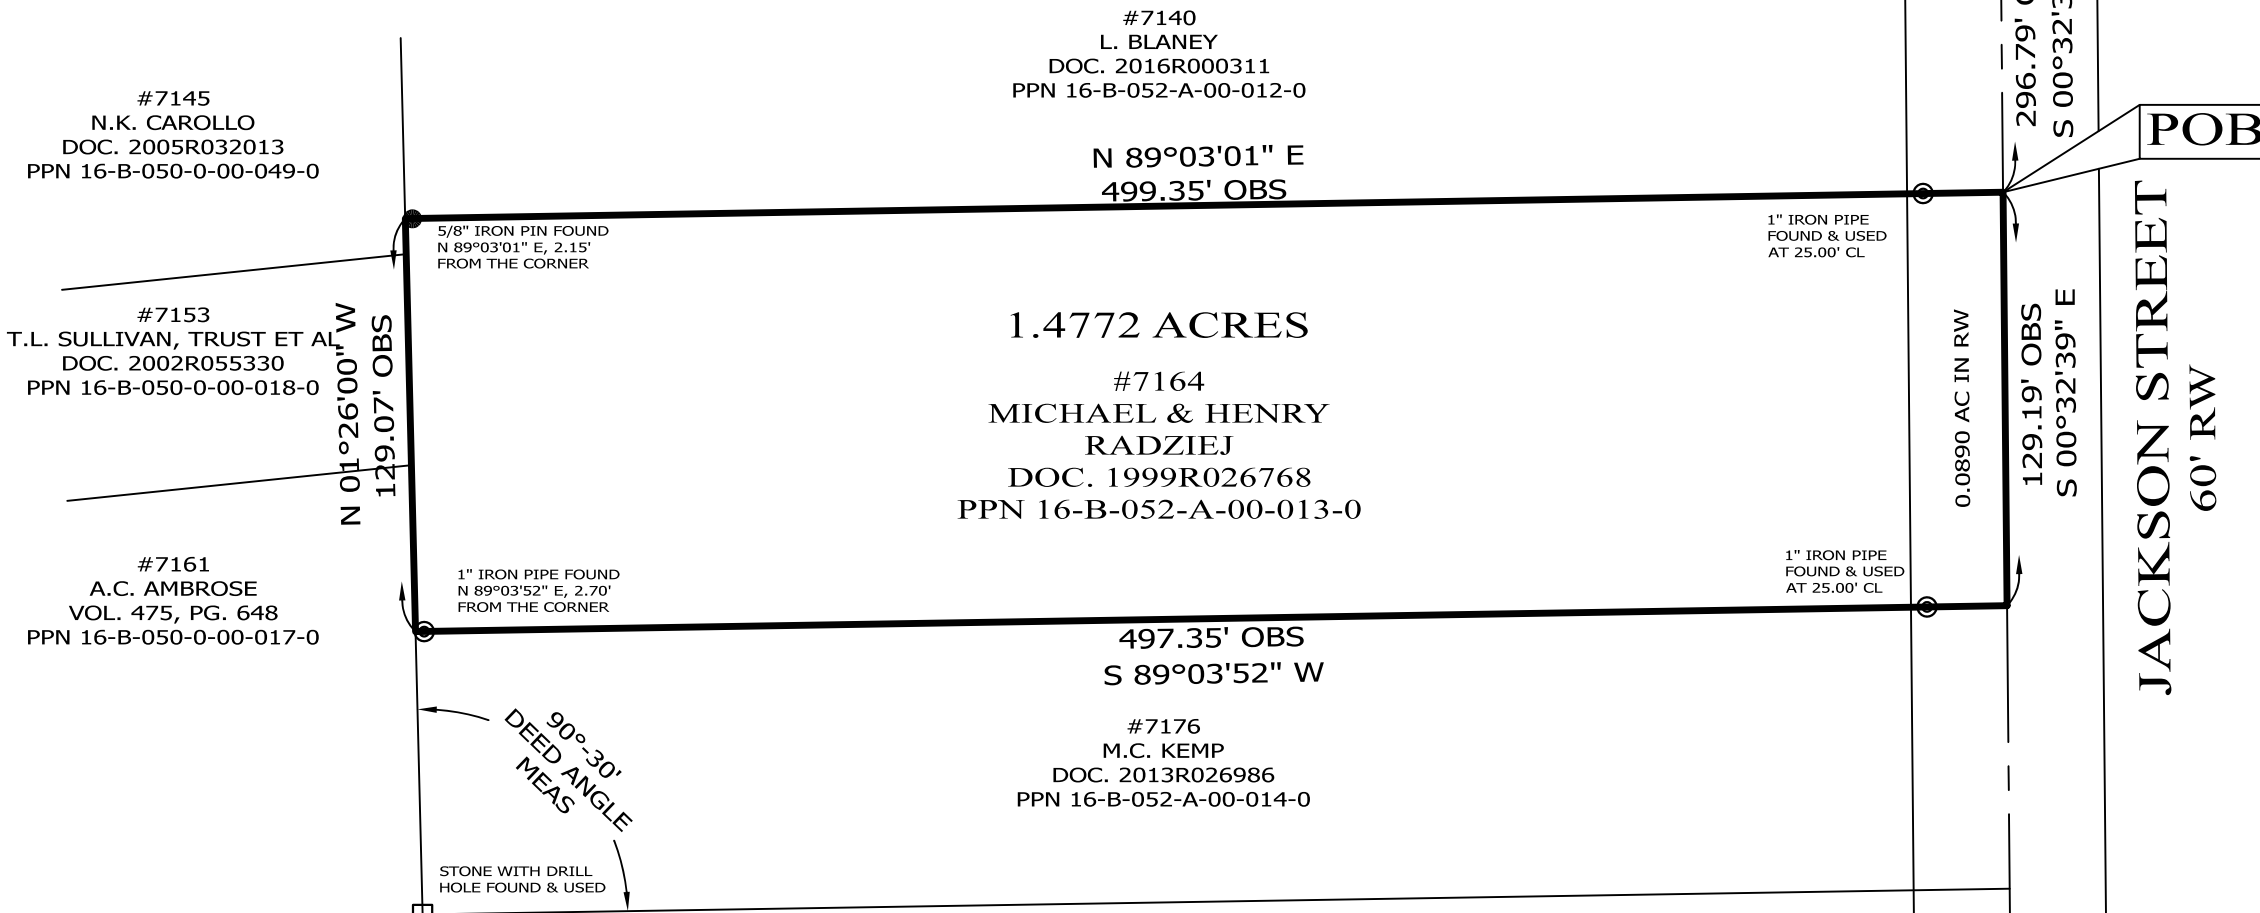 #7140
L. BLANEY
DOC. 2016R000311
PPN 16-B-052-A-00-012-0
#7145
N.K. CAROLLO
DOC. 2005R032013
PPN 16-B-050-0-00-049-0
296.79'
S 00°32'3
POB
N 89°03'01" E
499.35' OBS
5/8" IRON PIN FOUND
N 89°03'01" E, 2.15'
FROM THE CORNER
1" IRON PIPE
FOUND & USED
AT 25.00' CL
#7153
T.L. SULLIVAN, TRUST ET AL
DOC. 2002R055330
PPN 16-B-050-0-00-018-0
N 01°26'00" W
129.07' OBS
1.4772 ACRES
#7164
MICHAEL & HENRY
RADZIEJ
DOC. 1999R026768
PPN 16-B-052-A-00-013-0
0.0890 AC IN RW
129.19' OBS
S 00°32'39" E
JACKSON STREET
60' RW
#7161
A.C. AMBROSE
VOL. 475, PG. 648
PPN 16-B-050-0-00-017-0
1" IRON PIPE FOUND
N 89°03'52" E, 2.70'
FROM THE CORNER
1" IRON PIPE
FOUND & USED
AT 25.00' CL
497.35' OBS
S 89°03'52" W
90°-30'
DEED ANGLE
MEAS
#7176
M.C. KEMP
DOC. 2013R026986
PPN 16-B-052-A-00-014-0
STONE WITH DRILL
HOLE FOUND & USED